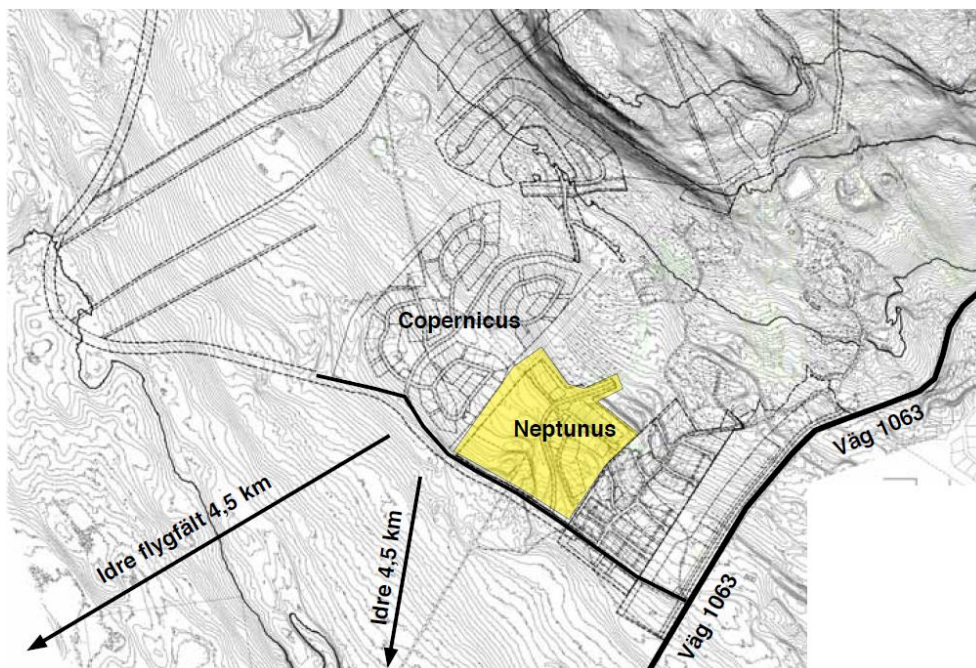 Copernicus
Neptunus
Väg 1063
Idre flygfält 4,5 km
Idre 4,5 km
Väg 1063